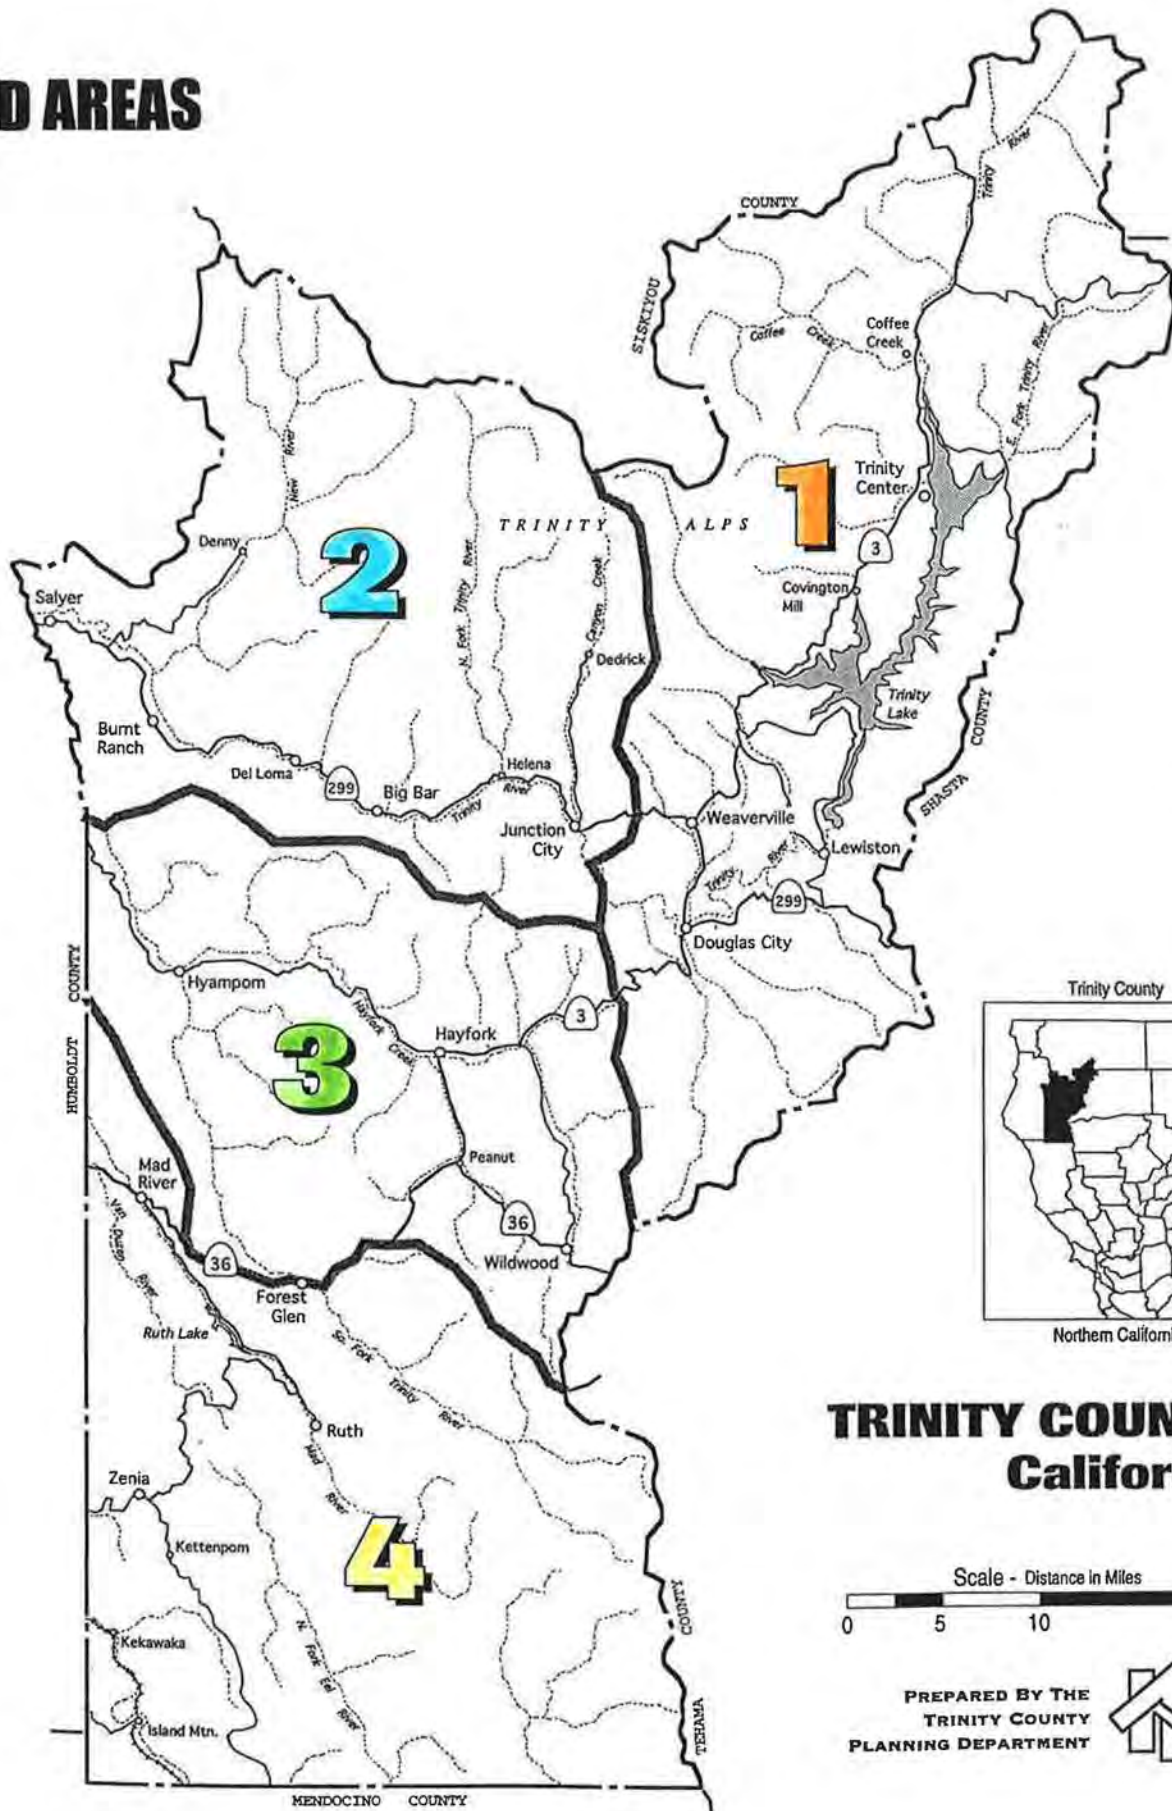 D AREAS
COUNTY
SISKIYOU
Trinity
River
Coffee
Creek
Coffee
Creek
E. Fork Trinity River
1
Trinity
Center
3
TRINITY
ALPS
New
River
Denny
2
N. Fork Trinity River
Canyon Creek
Covington
Mill
Salyer
Dedrick
Trinity
Lake
COUNTY
SHASTA
Burnt
Ranch
Del Loma
299
Big Bar
Helena
Trinity
River
Junction
City
Weaverville
Lewiston
Trinity
River
299
Douglas City
HUMBOLDT COUNTY
Hyampom
Hayfork
Creek
3
Hayfork
3
Trinity County
Mad
River
Peanut
36
Wildwood
Van
Duzen
River
36
Forest
Glen
Ruth Lake
So. Fork
Trinity
River
Northern Californi
Ruth
Mad
River
TRINITY COUN
Califor
Zenia
Kettenpom
4
Scale - Distance in Miles
0 5 10
N. Fork Eel
River
Kekawaka
COUNTY
TEHAMA
Island Mtn.
PREPARED BY THE
TRINITY COUNTY
PLANNING DEPARTMENT
MENDOCINO COUNTY